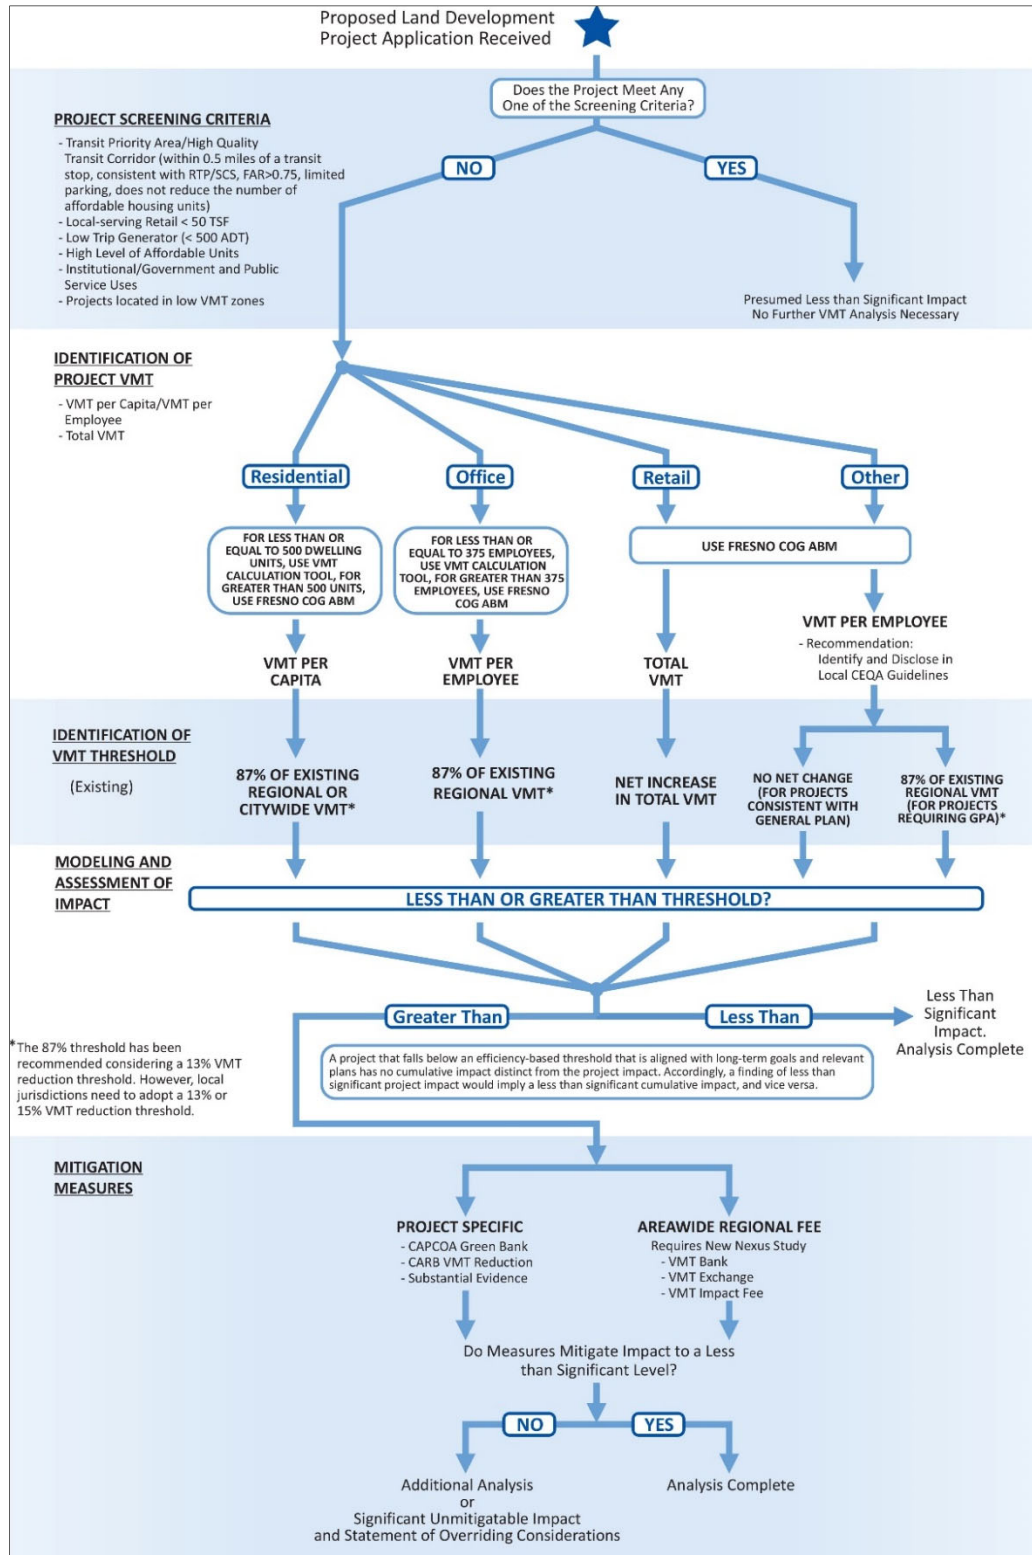 Proposed Land Development
Project Application Received
Does the Project Meet Any
One of the Screening Criteria?
PROJECT SCREENING CRITERIA
- Transit Priority Area/High Quality
Transit Corridor (within 0.5 miles of a transit
stop, consistent with RTP/SCS, FAR>0.75, limited
parking, does not reduce the number of
affordable housing units)
- Local-serving Retail < 50 TSF
- Low Trip Generator (< 500 ADT)
- High Level of Affordable Units
- Institutional/Government and Public
Service Uses
- Projects located in low VMT zones
NO
YES
Presumed Less than Significant Impact
No Further VMT Analysis Necessary
IDENTIFICATION OF
PROJECT VMT
- VMT per Capita/VMT per
Employee
- Total VMT
Residential
Office
Retail
Other
FOR LESS THAN OR
EQUAL TO 500 DWELLING
UNITS, USE VMT
CALCULATION TOOL, FOR
GREATER THAN 500 UNITS,
USE FRESNO COG ABM
FOR LESS THAN OR
EQUAL TO 375 EMPLOYEES,
USE VMT CALCULATION
TOOL, FOR GREATER THAN 375
EMPLOYEES, USE FRESNO
COG ABM
USE FRESNO COG ABM
VMT PER
CAPITA
VMT PER
EMPLOYEE
TOTAL
VMT
VMT PER EMPLOYEE
- Recommendation:
Identify and Disclose in
Local CEQA Guidelines
IDENTIFICATION OF
VMT THRESHOLD
(Existing)
87% OF EXISTING
REGIONAL OR
CITYWIDE VMT*
87% OF EXISTING
REGIONAL VMT*
NET INCREASE
IN TOTAL VMT
NO NET CHANGE
(FOR PROJECTS
CONSISTENT WITH
GENERAL PLAN)
87% OF EXISTING
REGIONAL VMT
(FOR PROJECTS
REQUIRING GPA)*
MODELING AND
ASSESSMENT OF
IMPACT
LESS THAN OR GREATER THAN THRESHOLD?
Greater Than
Less Than
Less Than
Significant
Impact.
Analysis Complete
*The 87% threshold has been
recommended considering a 13% VMT
reduction threshold. However, local
jurisdictions need to adopt a 13% or
15% VMT reduction threshold.
A project that falls below an efficiency-based threshold that is aligned with long-term goals and relevant
plans has no cumulative impact distinct from the project impact. Accordingly, a finding of less than
significant project impact would imply a less than significant cumulative impact, and vice versa.
MITIGATION
MEASURES
PROJECT SPECIFIC
- CAPCOA Green Bank
- CARB VMT Reduction
- Substantial Evidence
AREAWIDE REGIONAL FEE
Requires New Nexus Study
- VMT Bank
- VMT Exchange
- VMT Impact Fee
Do Measures Mitigate Impact to a Less
than Significant Level?
NO
YES
Additional Analysis
or
Significant Unmitigatable Impact
and Statement of Overriding Considerations
Analysis Complete